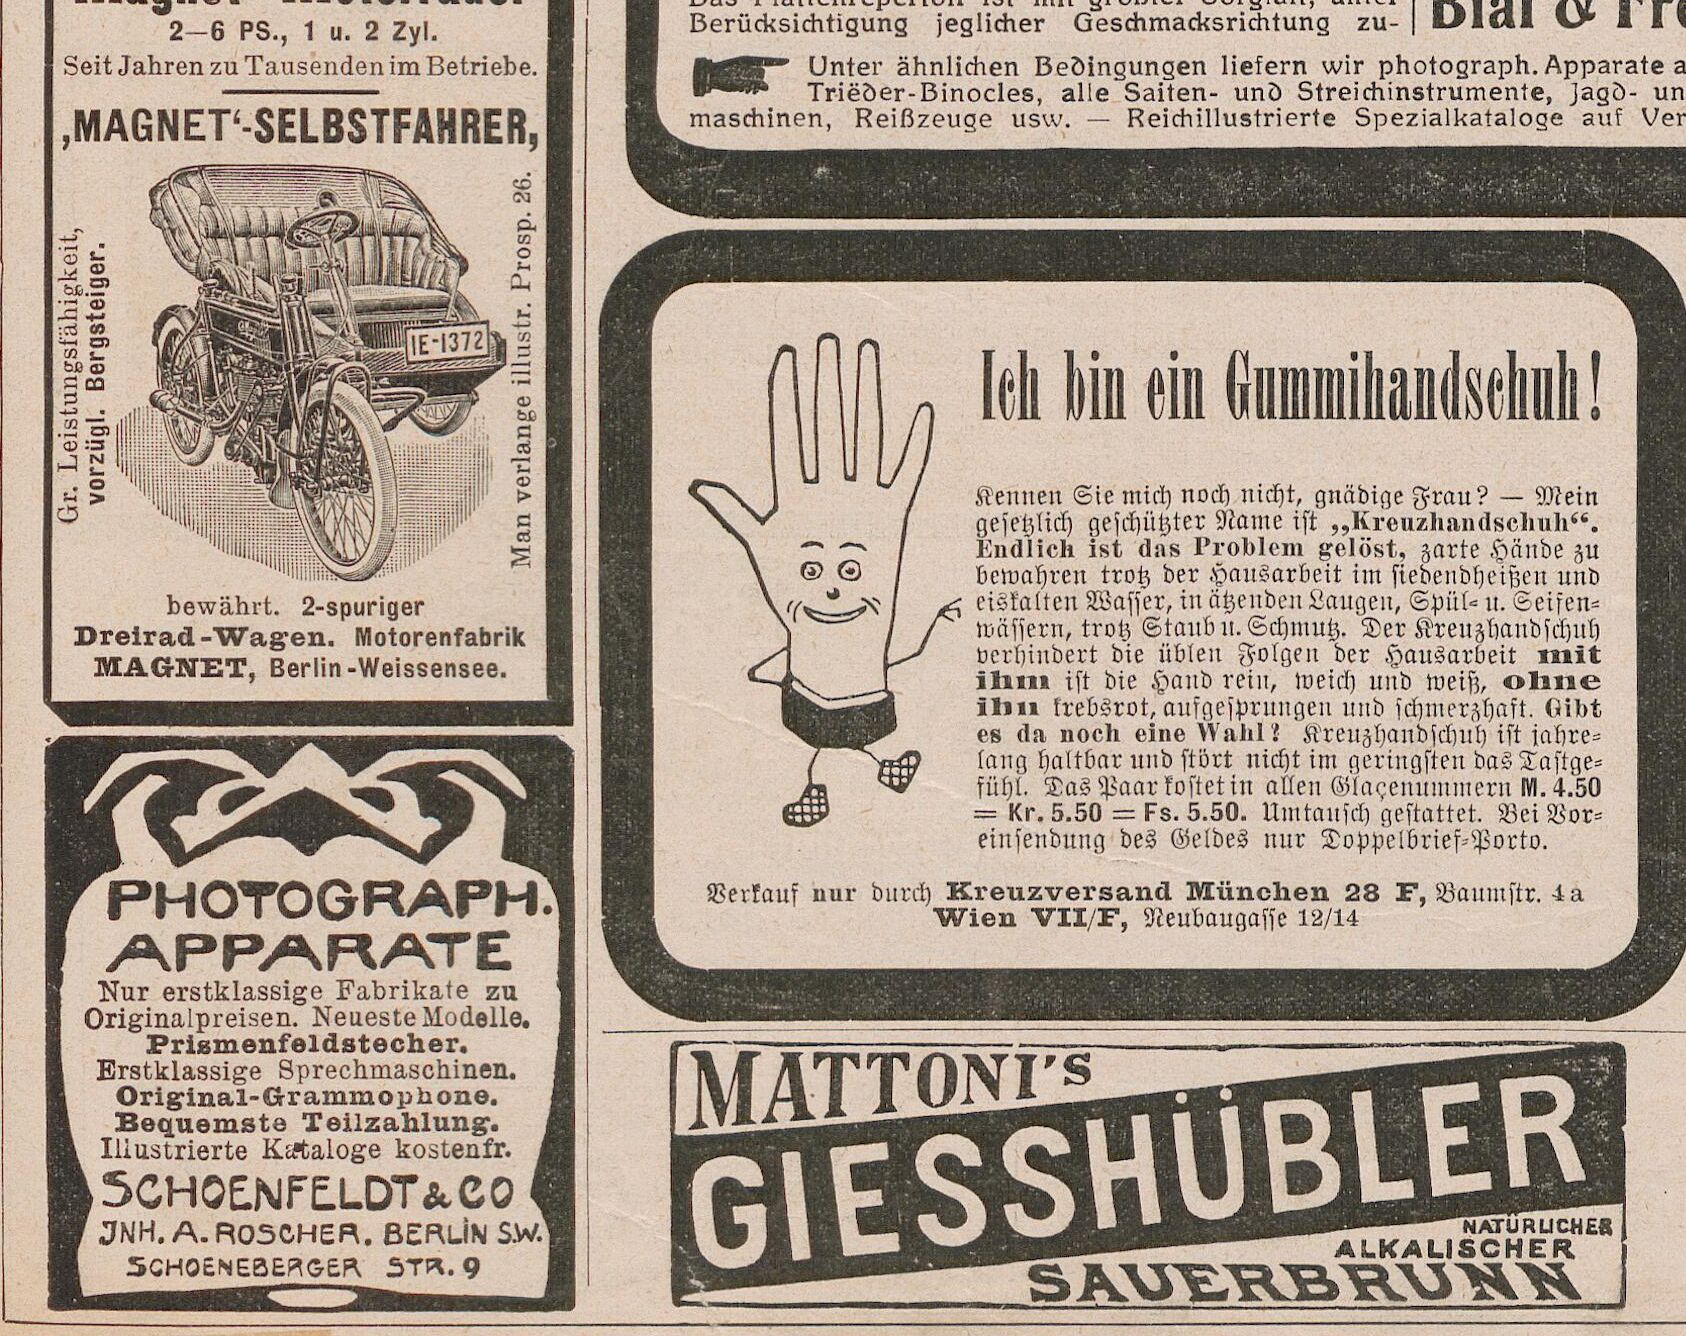 2—6 PS., 1 u. 2 Zyl.
Seit Jahren zu Tausenden im Betriebe.
‚MAGNET‘-SELBSTFAHRER,
Gr. Leistungsfähigkeit,
vorzügl. Bergsteiger.
IE-1372
Man verlange illustr. Prosp. 26.
bewährt. 2-spuriger
Dreirad-Wagen. Motorenfabrik
MAGNET, Berlin-Weissensee.
PHOTOGRAPH.
APPARATE
Nur erstklassige Fabrikate zu
Originalpreisen. Neueste Modelle.
Prismenfeldstecher.
Erstklassige Sprechmaschinen.
Original-Grammophone.
Bequemste Teilzahlung.
Illustrierte Kataloge kostenfr.
SCHOENFELDT & CO
INH. A. ROSCHER. BERLIN S.W.
SCHOENEBERGER STR. 9
Berücksichtigung jeglicher Geschmacksrichtung zu-
Unter ähnlichen Bedingungen liefern wir photograph. Apparate
Triëder-Binocles, alle Saiten- und Streichinstrumente, Jagd-
maschinen, Reißzeuge usw. — Reichillustrierte Spezialkataloge auf
Ich bin ein Gummihandschuh!
Kennen Sie mich noch nicht, gnädige Frau? — Mein
gesetzlich geschützter Name ist „Kreuzhandschuh“.
Endlich ist das Problem gelöst, zarte Hände zu
bewahren trotz der Hausarbeit im siedendheißen und
eiskalten Wasser, in ätzenden Laugen, Spül- u. Seifen-
wässern, trotz Staub u. Schmutz. Der Kreuzhandschuh
verhindert die üblen Folgen der Hausarbeit mit
ihm ist die Hand rein, weich und weiß, ohne
ihn krebsrot, aufgesprungen und schmerzhaft. Gibt
es da noch eine Wahl? Kreuzhandschuh ist jahre-
lang haltbar und stört nicht im geringsten das Tastge-
fühl. Das Paar kostet in allen Glaçenummern M. 4.50
= Kr. 5.50 = Fs. 5.50. Umtausch gestattet. Bei Vor-
einsendung des Geldes nur Doppelbrief-Porto.
Verkauf nur durch Kreuzversand München 28 F, Baumstr. 4a
Wien VII/F, Neubaugasse 12/14
MATTONI'S
GIESSHÜBLER
NATÜRLICHER
ALKALISCHER
SAUERBRUNN